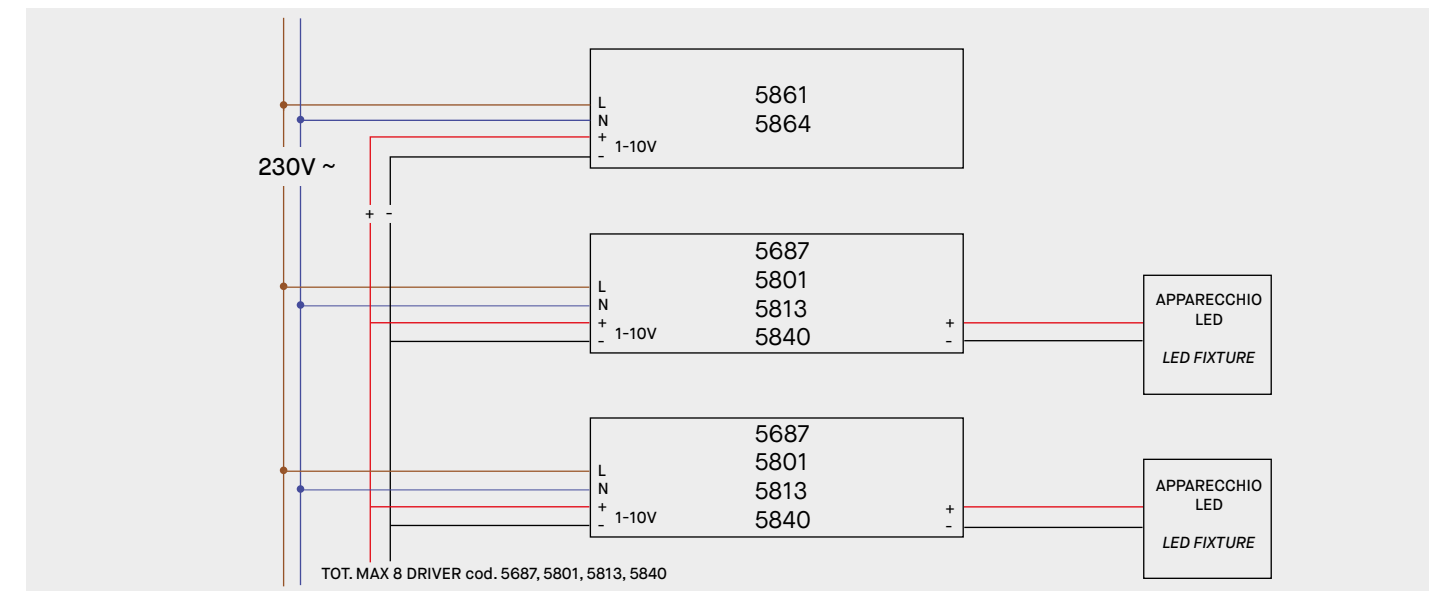 5861
5864
L
N
+
-
1-10V
230V ~
+ -
5687
5801
5813
5840
L
N
+
-
1-10V
+
-
APPARECCHIO
LED
LED FIXTURE
5687
5801
5813
5840
L
N
+
-
1-10V
+
-
APPARECCHIO
LED
LED FIXTURE
TOT. MAX 8 DRIVER cod. 5687, 5801, 5813, 5840